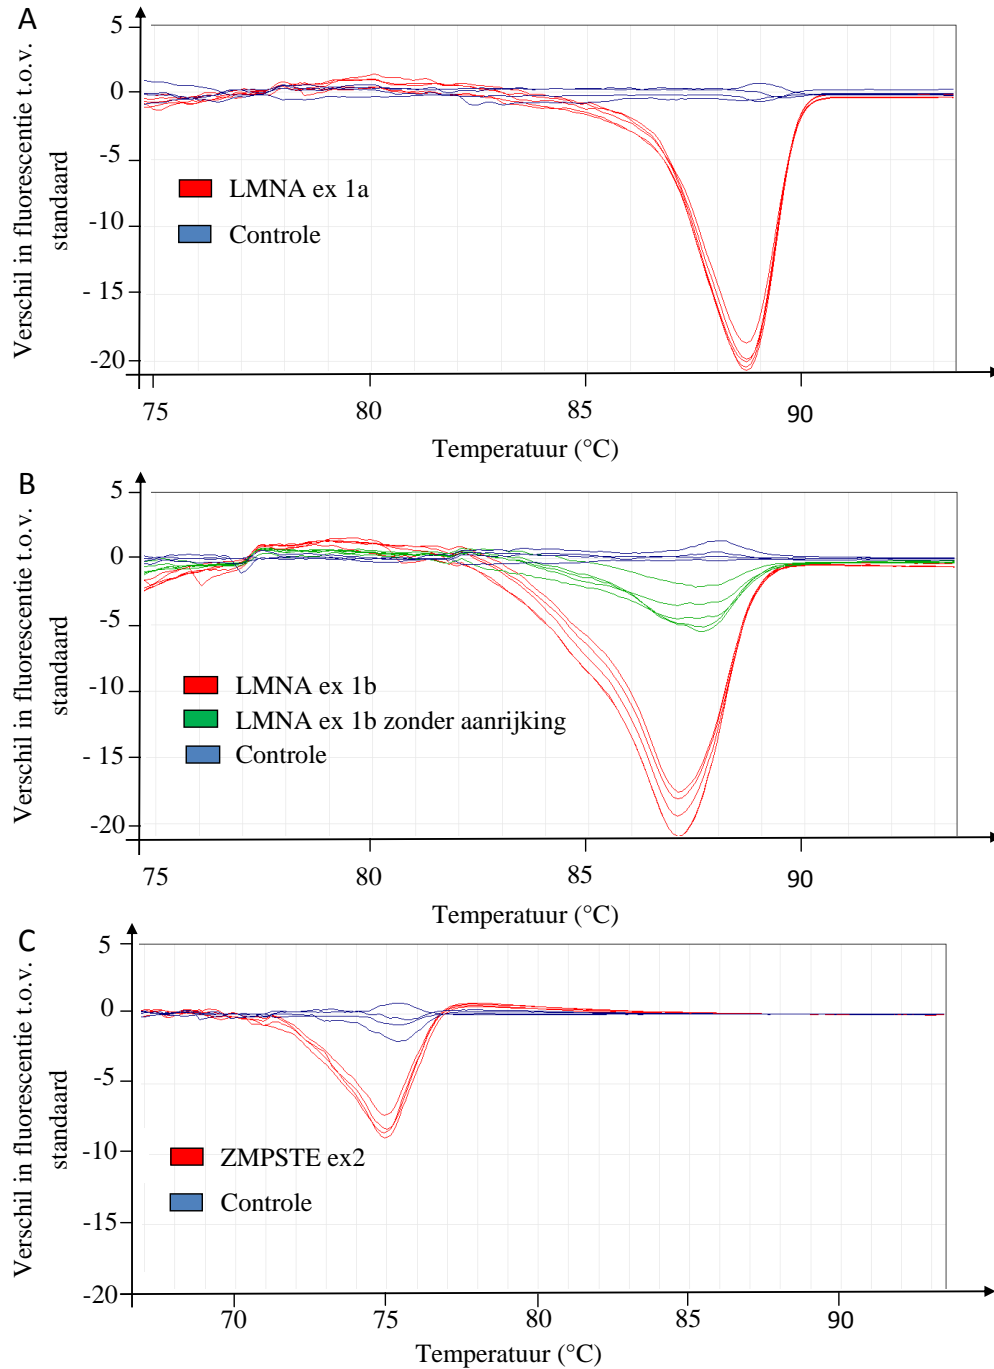 A
5
0
-5
-10
-15
-20
Verschil in fluorescentie t.o.v.
standaard
LMNA ex 1a
Controle
75 80 85 90
Temperatuur (°C)
B
5
0
-5
-10
-15
-20
Verschil in fluorescentie t.o.v.
standaard
LMNA ex 1b
LMNA ex 1b zonder aanrijking
Controle
75 80 85 90
Temperatuur (°C)
C
5
0
-5
-10
-15
-20
Verschil in fluorescentie t.o.v.
standaard
ZMPSTE ex2
Controle
70 75 80 85 90
Temperatuur (°C)